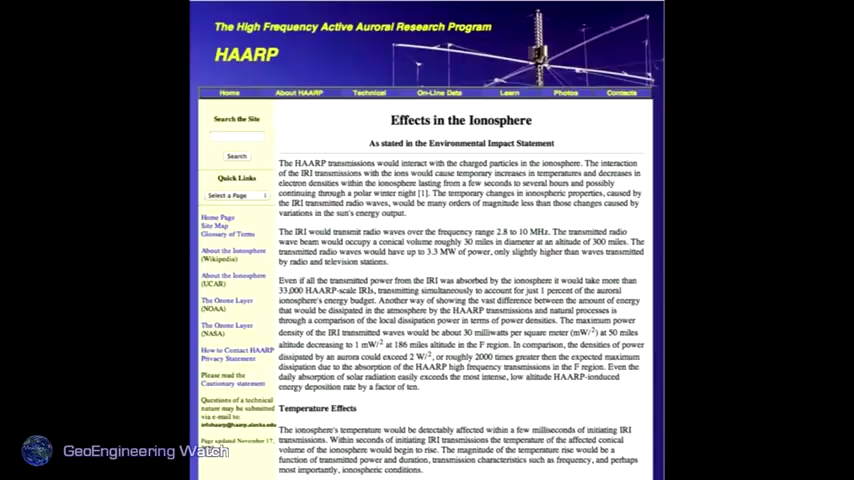 The High Frequency Active Auroral Research Program
HAARP
Home About HAARP Technical On-Line Data Learn Photos Contacts
Search the Site
Search
Quick Links
Select a Page
Home Page
Site Map
Glossary of Terms
About the Ionosphere
(Wikipedia)
About the Ionosphere
(UCAR)
The Ozone Layer
(NOAA)
The Ozone Layer
(NASA)
How to Contact HAARP
Privacy Statement
Please read the
Cautionary statement
Questions of a technical
nature may be submitted
via e-mail to:
infohaarp@haarp.alaska.edu
Page updated November 17,
Effects in the Ionosphere
As stated in the Environmental Impact Statement
The HAARP transmissions would interact with the charged particles in the ionosphere. The interaction
of the IRI transmissions with the ions would cause temporary increases in temperatures and decreases in
electron densities within the ionosphere lasting from a few seconds to several hours and possibly
continuing through a polar winter night [1]. The temporary changes in ionospheric properties, caused by
the IRI transmitted radio waves, would be many orders of magnitude less than those changes caused by
variations in the sun's energy output.
The IRI would transmit radio waves over the frequency range 2.8 to 10 MHz. The transmitted radio
wave beam would occupy a conical volume roughly 30 miles in diameter at an altitude of 300 miles. The
transmitted radio waves would have up to 3.3 MW of power, only slightly higher than waves transmitted
by radio and television stations.
Even if all the transmitted power from the IRI was absorbed by the ionosphere it would take more than
33,000 HAARP-scale IRIs, transmitting simultaneously to account for just 1 percent of the auroral
ionosphere's energy budget. Another way of showing the vast difference between the amount of energy
that would be dissipated in the atmosphere by the HAARP transmissions and natural processes is
through a comparison of the local dissipation power in terms of power densities. The maximum power
density of the IRI transmitted waves would be about 30 milliwatts per square meter (mW/²) at 50 miles
altitude decreasing to 1 mW/² at 186 miles altitude in the F region. In comparison, the densities of power
dissipated by an aurora could exceed 2 W/², or roughly 2000 times greater then the expected maximum
dissipation due to the absorption of the HAARP high frequency transmissions in the F region. Even the
daily absorption of solar radiation easily exceeds the most intense, low altitude HAARP-ionduced
energy deposition rate by a factor of ten.
Temperature Effects
The ionosphere's temperature would be detectably affected within a few milliseconds of initiating IRI
transmissions. Within seconds of initiating IRI transmissions the temperature of the affected conical
volume of the ionosphere would begin to rise. The magnitude of the temperature rise would be a
function of transmitted power and duration, transmission characteristics such as frequency, and perhaps
most importantly, ionospheric conditions.
GeoEngineering Watch